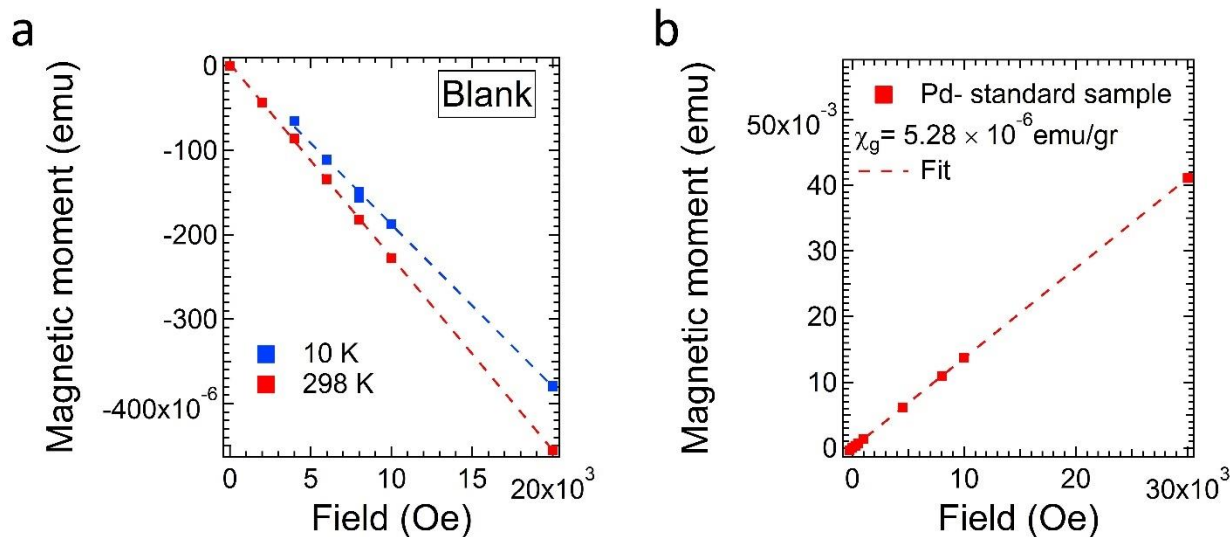 a
Magnetic moment (emu)
0
-100
-200
-300
-400x10⁻⁶
Blank
10 K
298 K
0 5 10 15 20x10³
Field (Oe)
b
Magnetic moment (emu)
50x10⁻³
40
30
20
10
0
Pd- standard sample
χg= 5.28 × 10⁻⁶ emu/gr
Fit
0 10 20 30x10³
Field (Oe)